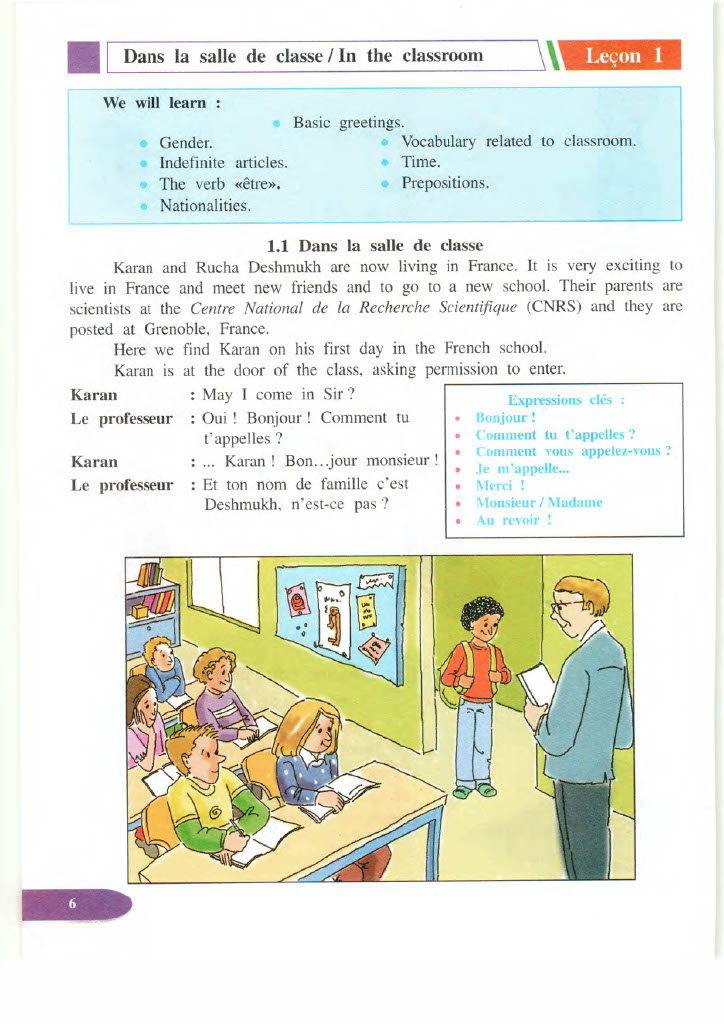 Dans la salle de classe / In the classroom
Leçon 1
We will learn :
Basic greetings.
Gender.
Indefinite articles.
The verb «être».
Nationalities.
Vocabulary related to classroom.
Time.
Prepositions.
1.1 Dans la salle de classe
Karan and Rucha Deshmukh are now living in France. It is very exciting to
live in France and meet new friends and to go to a new school. Their parents are
scientists at the Centre National de la Recherche Scientifique (CNRS) and they are
posted at Grenoble, France.
Here we find Karan on his first day in the French school.
Karan is at the door of the class, asking permission to enter.
Karan : May I come in Sir ?
Le professeur : Oui ! Bonjour ! Comment tu
t'appelles ?
Karan : ... Karan ! Bon...jour monsieur !
Le professeur : Et ton nom de famille c'est
Deshmukh, n'est-ce pas ?
Expressions clés :
Bonjour !
Comment tu t'appelles ?
Comment vous appelez-vous ?
Je m'appelle...
Merci !
Monsieur / Madame
Au revoir !
6